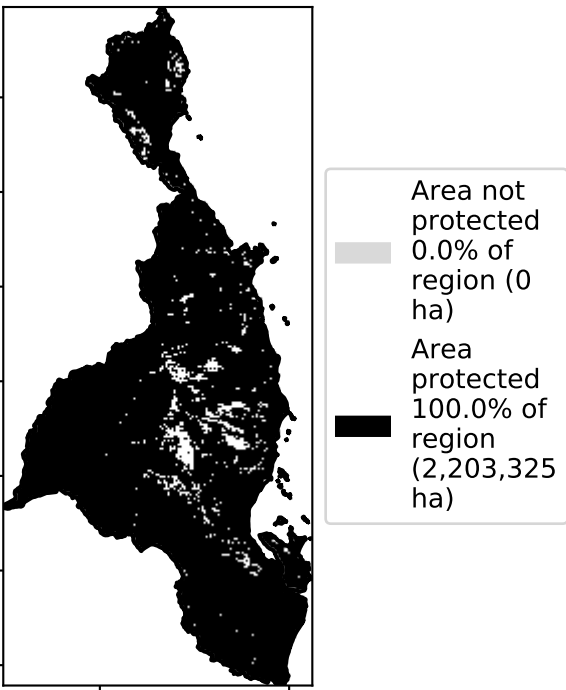 Area not
protected
0.0% of
region (0
ha)
Area
protected
100.0% of
region
(2,203,325
ha)